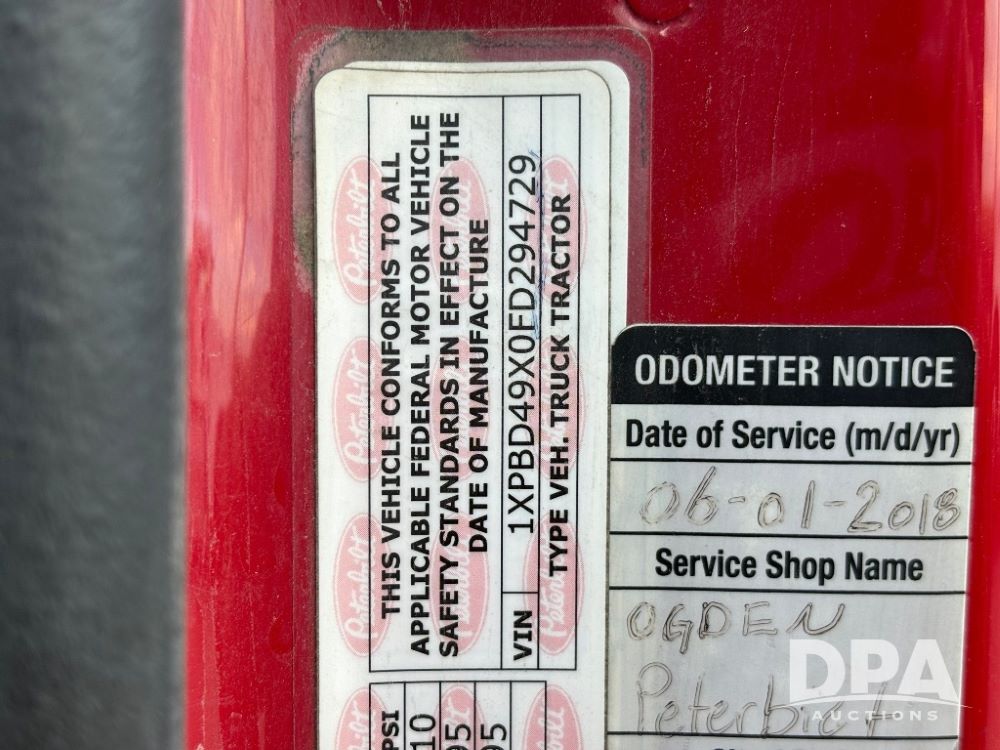 THIS VEHICLE CONFORMS TO ALL
APPLICABLE FEDERAL MOTOR VEHICLE
SAFETY STANDARDS IN EFFECT ON THE
DATE OF MANUFACTURE
VIN 1XPBD49X0FD294729
TYPE VEH. TRUCK TRACTOR
PSI
10
95
95
ODOMETER NOTICE
Date of Service (m/d/yr)
06-01-2018
Service Shop Name
OGDEN
Peterbilt
DPA
AUCTIONS